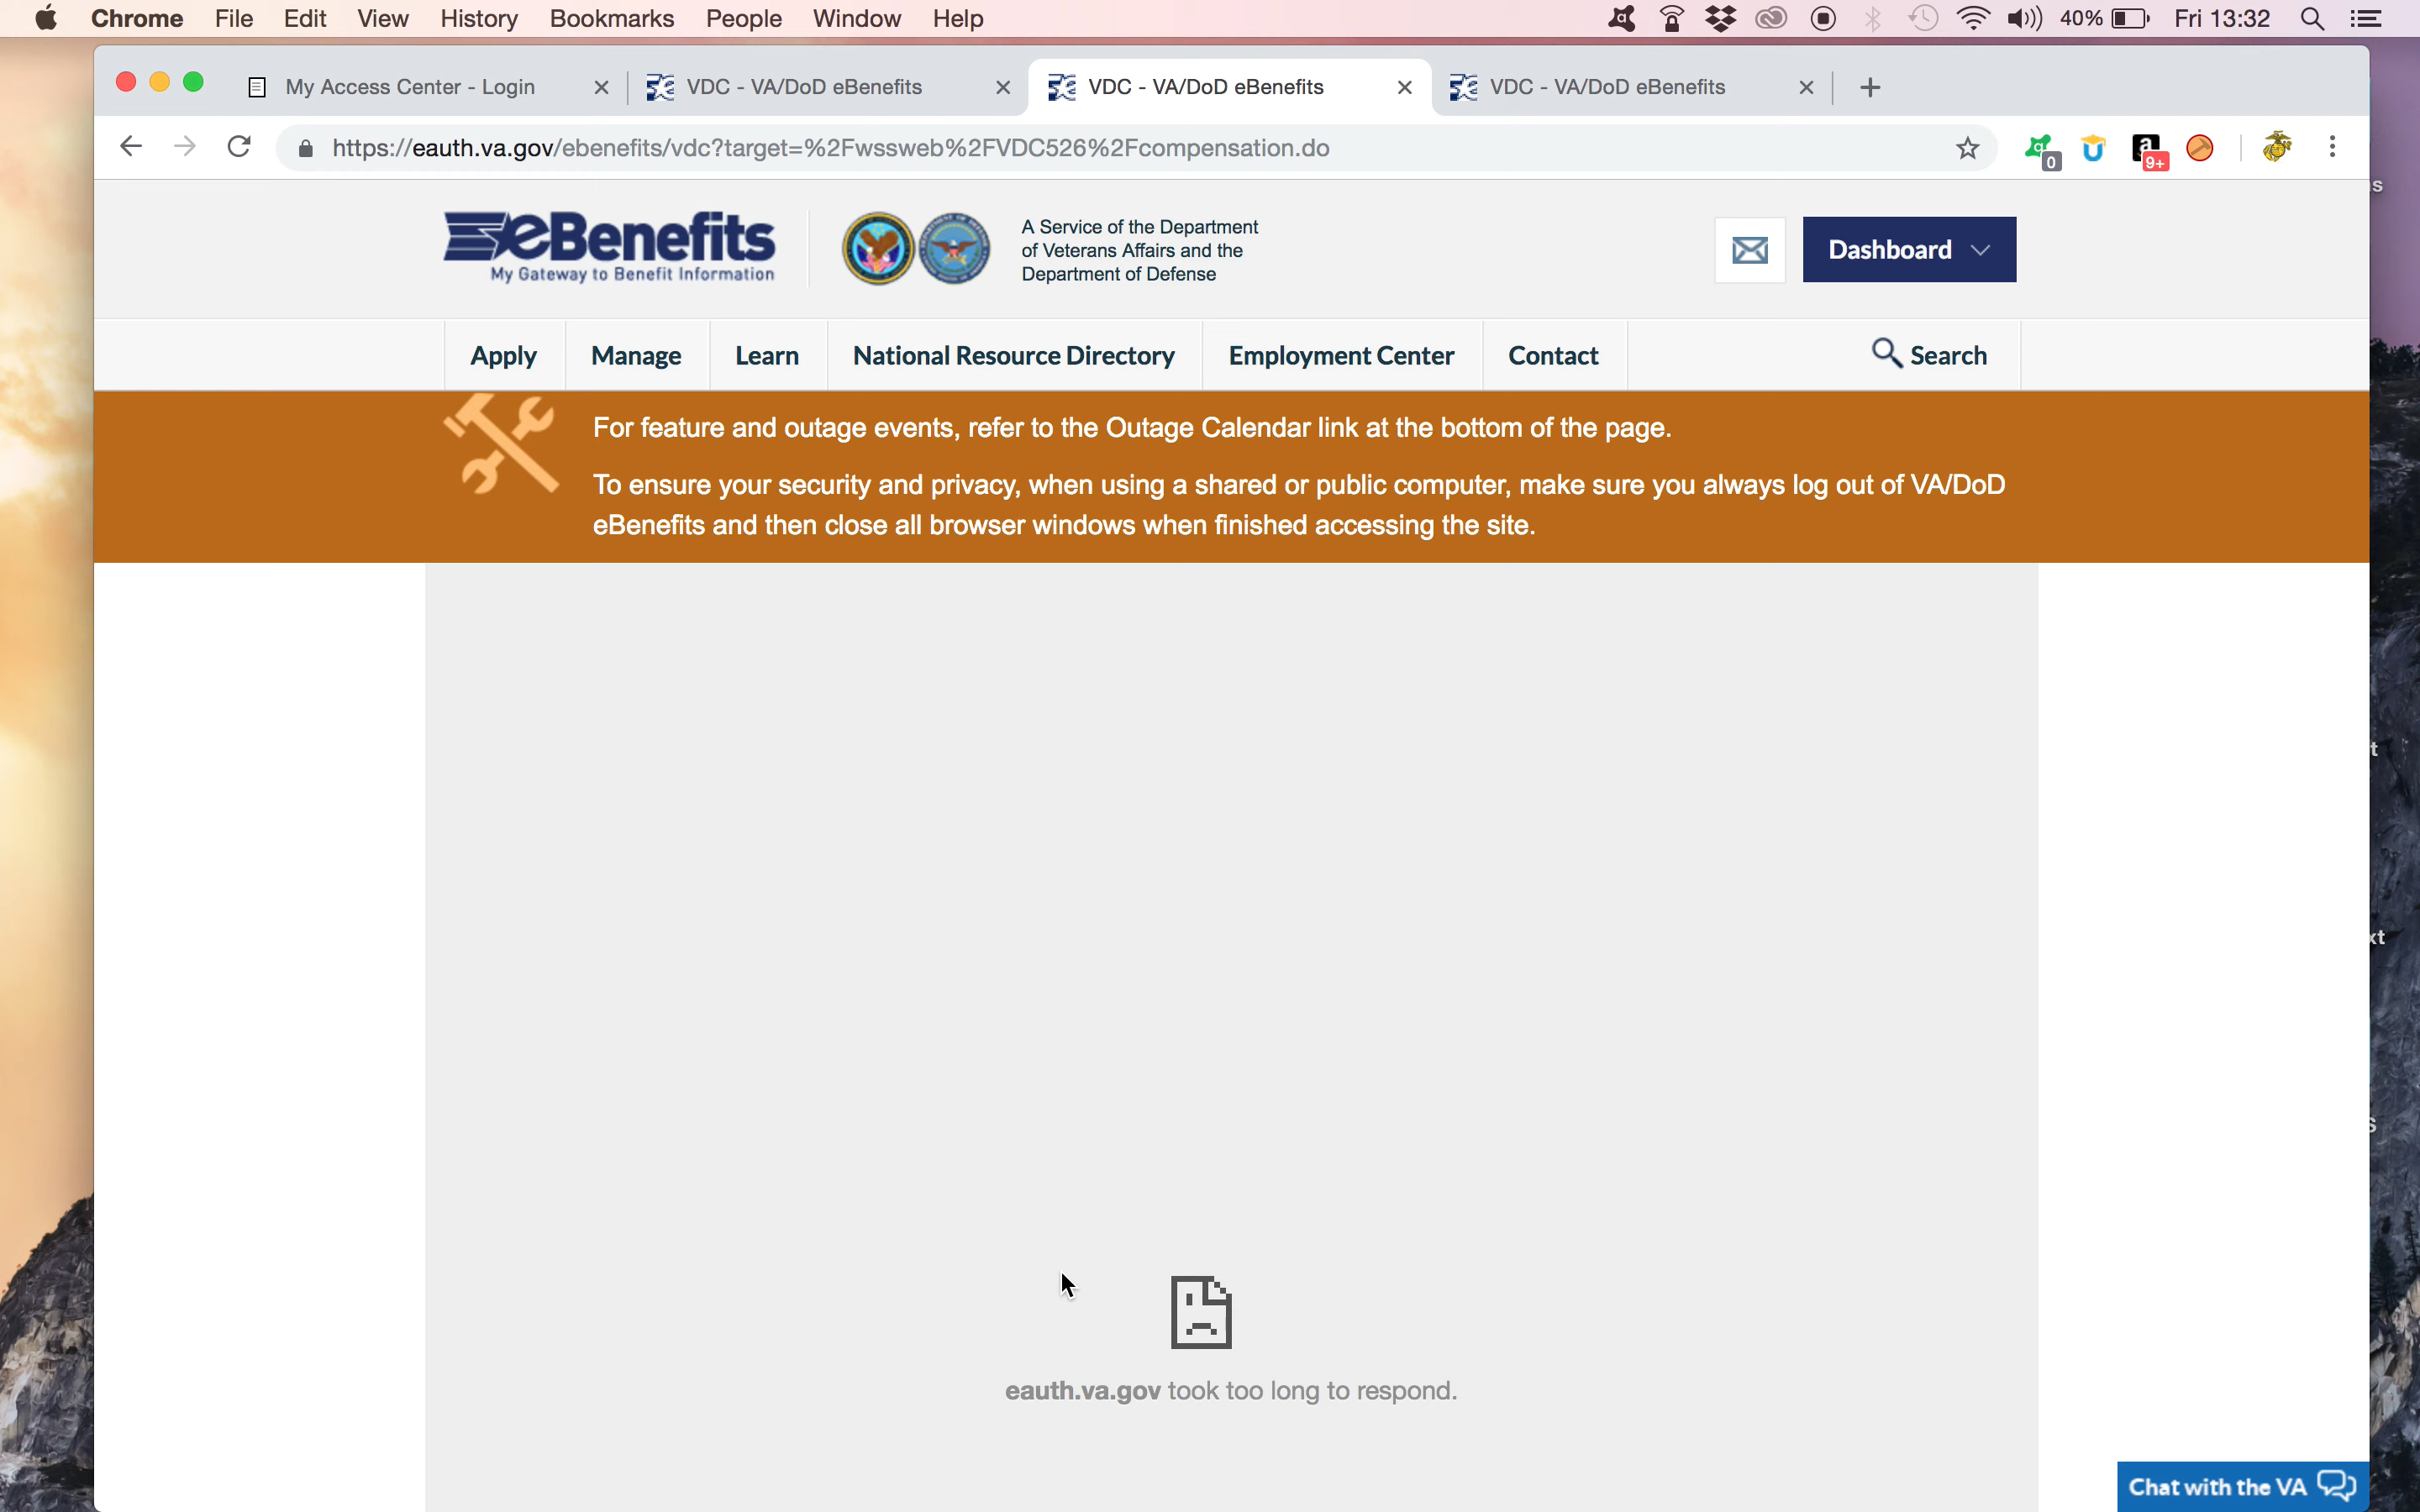 Chrome File Edit View History Bookmarks People Window Help 40% Fri 13:32
My Access Center - Login VDC - VA/DoD eBenefits VDC - VA/DoD eBenefits VDC - VA/DoD eBenefits
https://eauth.va.gov/ebenefits/vdc?target=%2Fwssweb%2FVDC526%2Fcompensation.do
0
9+
eBenefits
My Gateway to Benefit Information
A Service of the Department
of Veterans Affairs and the
Department of Defense
Dashboard
Apply Manage Learn National Resource Directory Employment Center Contact Search
For feature and outage events, refer to the Outage Calendar link at the bottom of the page.
To ensure your security and privacy, when using a shared or public computer, make sure you always log out of VA/DoD
eBenefits and then close all browser windows when finished accessing the site.
eauth.va.gov took too long to respond.
Chat with the VA